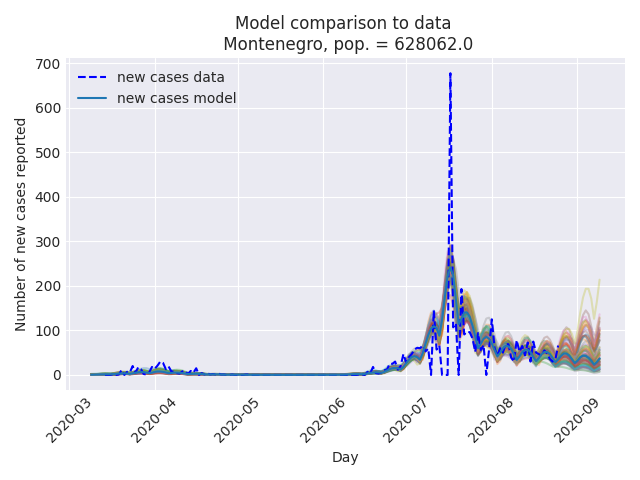 Model comparison to data
Montenegro, pop. = 628062.0
new cases data
new cases model
Number of new cases reported
700
600
500
400
300
200
100
0
2020-03
2020-04
2020-05
2020-06
2020-07
2020-08
2020-09
Day